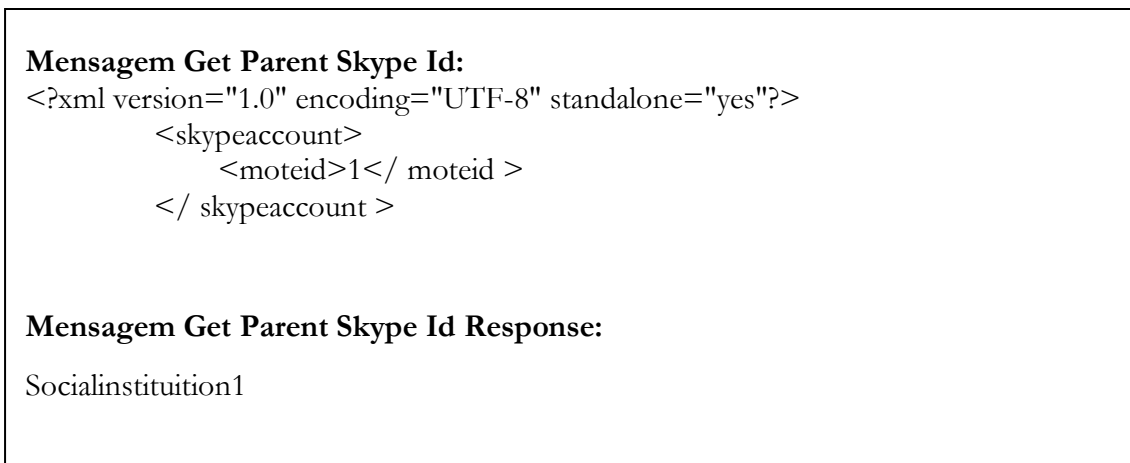 Mensagem Get Parent Skype Id:
<?xml version="1.0" encoding="UTF-8" standalone="yes"?>
<skypeaccount>
<moteid>1</ moteid >
</ skypeaccount >
Mensagem Get Parent Skype Id Response:
Socialinstituition1